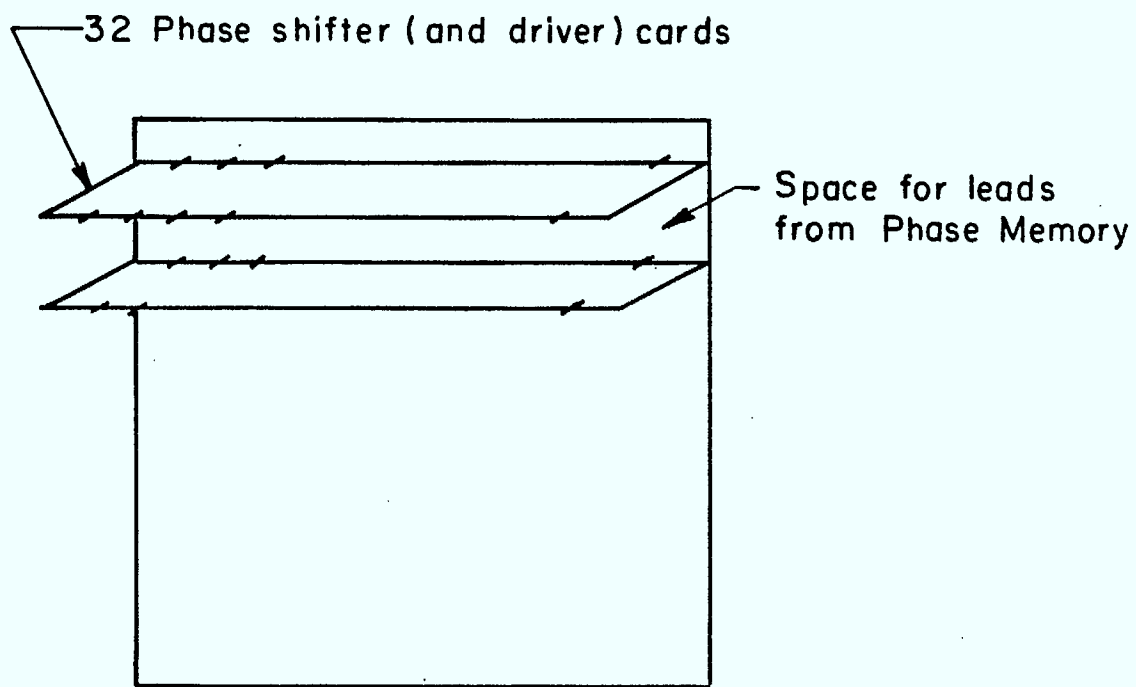 32 Phase shifter (and driver) cards
Space for leads
from Phase Memory